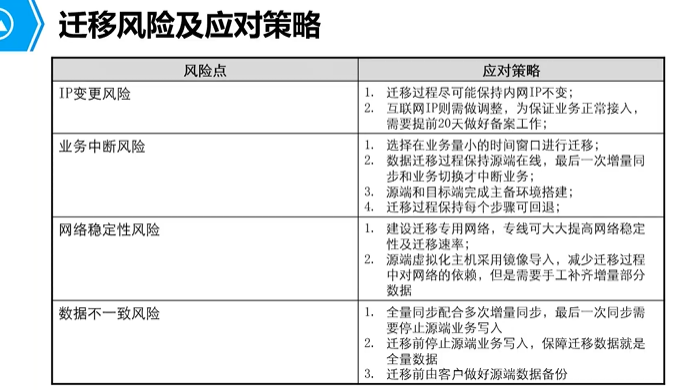 迁移风险及应对策略
风险点
应对策略
IP变更风险
1. 迁移过程尽可能保持内网IP不变;
2. 互联网IP则需做调整，为保证业务正常接入，
需要提前20天做好备案工作;
业务中断风险
1. 选择在业务量小的时间窗口进行迁移;
2. 数据迁移过程保持源端在线，最后一次增量同
步和业务切换才中断业务;
3. 源端和目标端完成主备环境搭建;
4. 迁移过程保持每个步骤可回退;
网络稳定性风险
1. 建设迁移专用网络，专线可大大提高网络稳定
性及迁移速率;
2. 源端虚拟化主机采用镜像导入，减少迁移过程
中对网络的依赖，但是需要手工补齐增量部分
数据
数据不一致风险
1. 全量同步配合多次增量同步，最后一次同步需
要停止源端业务写入
2. 迁移前停止源端业务写入，保障迁移数据就是
全量数据
3. 迁移前由客户做好源端数据备份